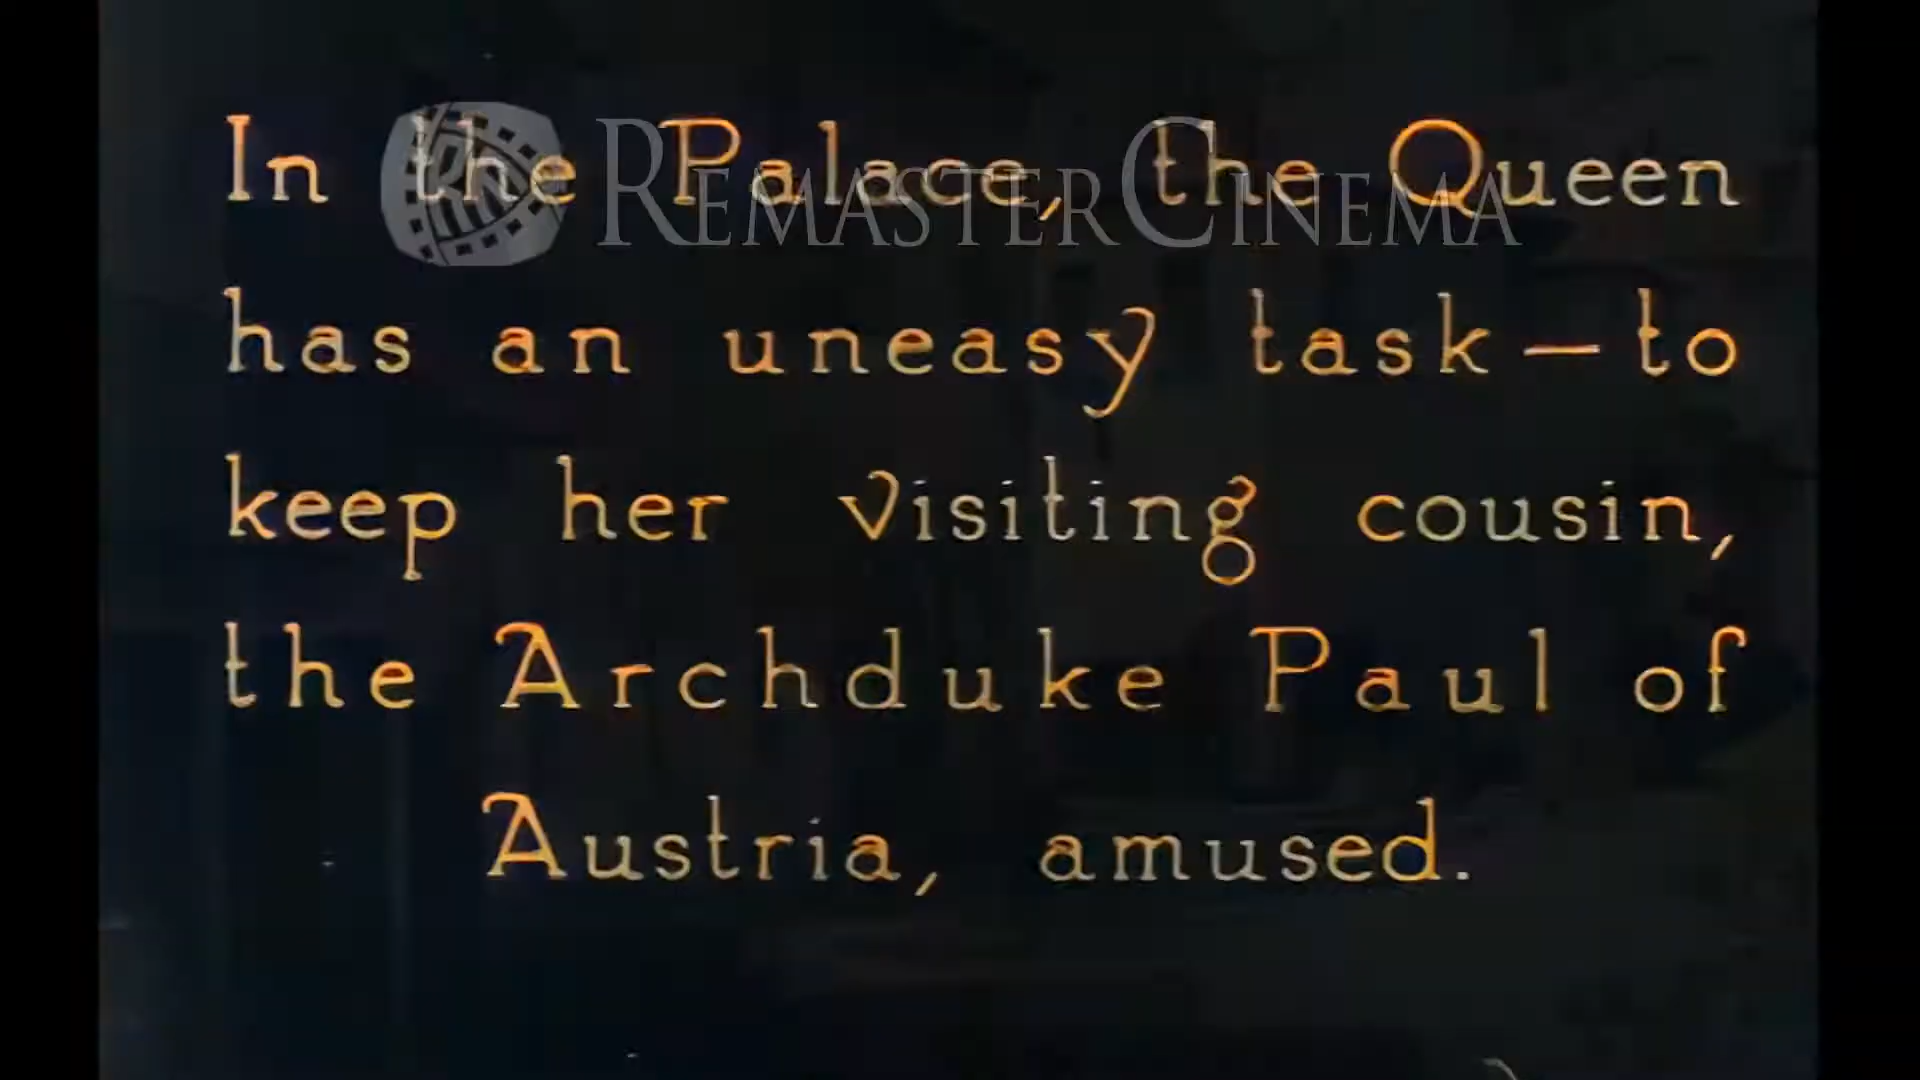 In the Palace, the Queen
REMASTERCINEMA
has an uneasy task—to
keep her visiting cousin,
the Archduke Paul of
Austria, amused.